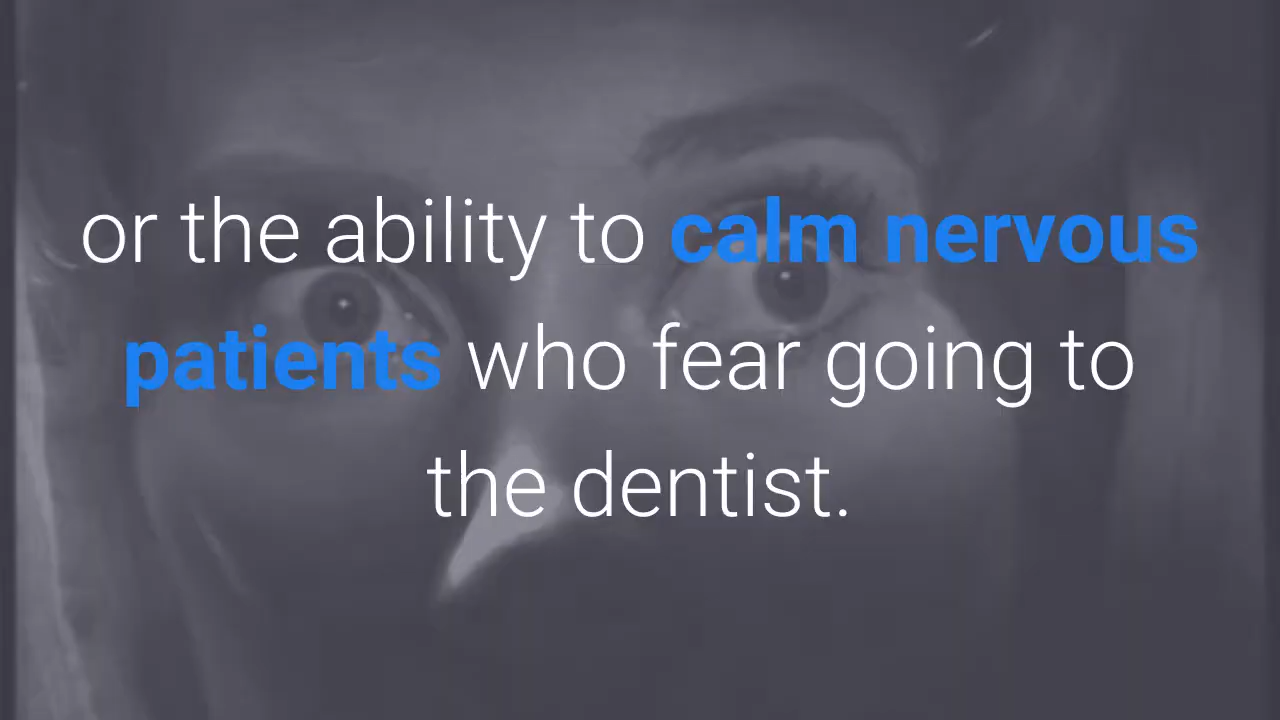 or the ability to calm nervous
patients who fear going to
the dentist.